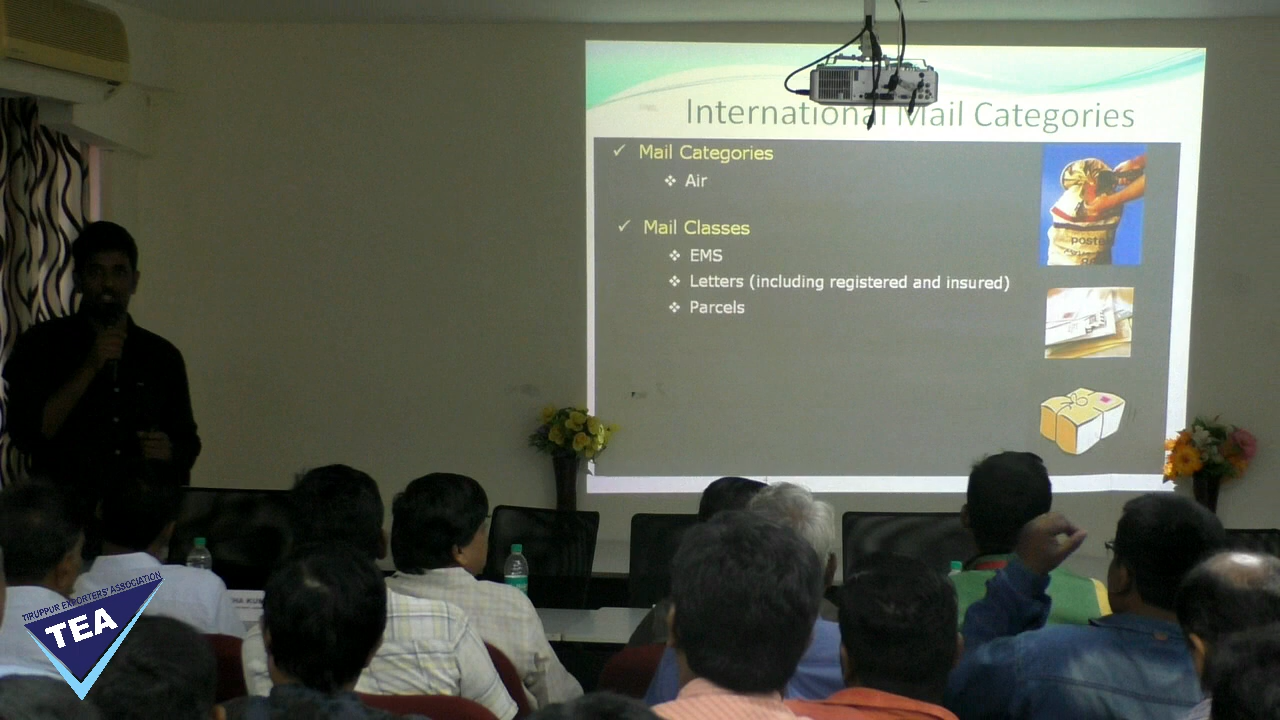 International Mail Categories
✓ Mail Categories
❖ Air
✓ Mail Classes
❖ EMS
❖ Letters (including registered and insured)
❖ Parcels
poste
TIRUPPUR EXPORTERS' ASSOCIATION
TEA